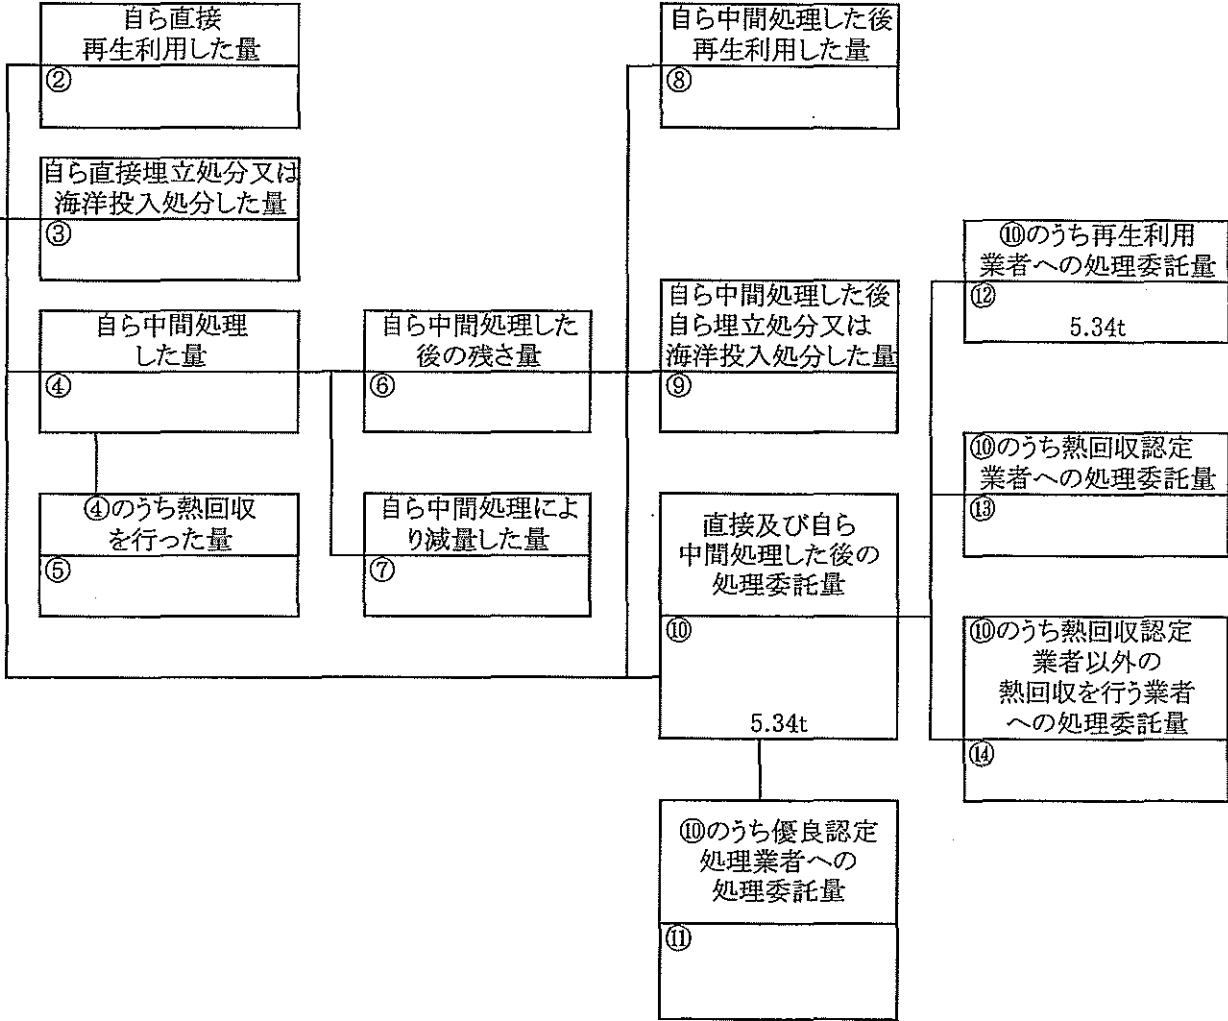 自ら直接
再生利用した量
②
自ら直接埋立処分又は
海洋投入処分した量
③
自ら中間処理
した量
④
④のうち熱回収
を行った量
⑤
自ら中間処理した
後の残さ量
⑥
自ら中間処理によ
り減量した量
⑦
自ら中間処理した後
再生利用した量
⑧
自ら中間処理した後
自ら埋立処分又は
海洋投入処分した量
⑨
直接及び自ら
中間処理した後の
処理委託量
⑩
5.34t
⑩のうち優良認定
処理業者への
処理委託量
⑪
⑩のうち再生利用
業者への処理委託量
⑫
5.34t
⑩のうち熱回収認定
業者への処理委託量
⑬
⑩のうち熱回収認定
業者以外の
熱回収を行う業者
への処理委託量
⑭